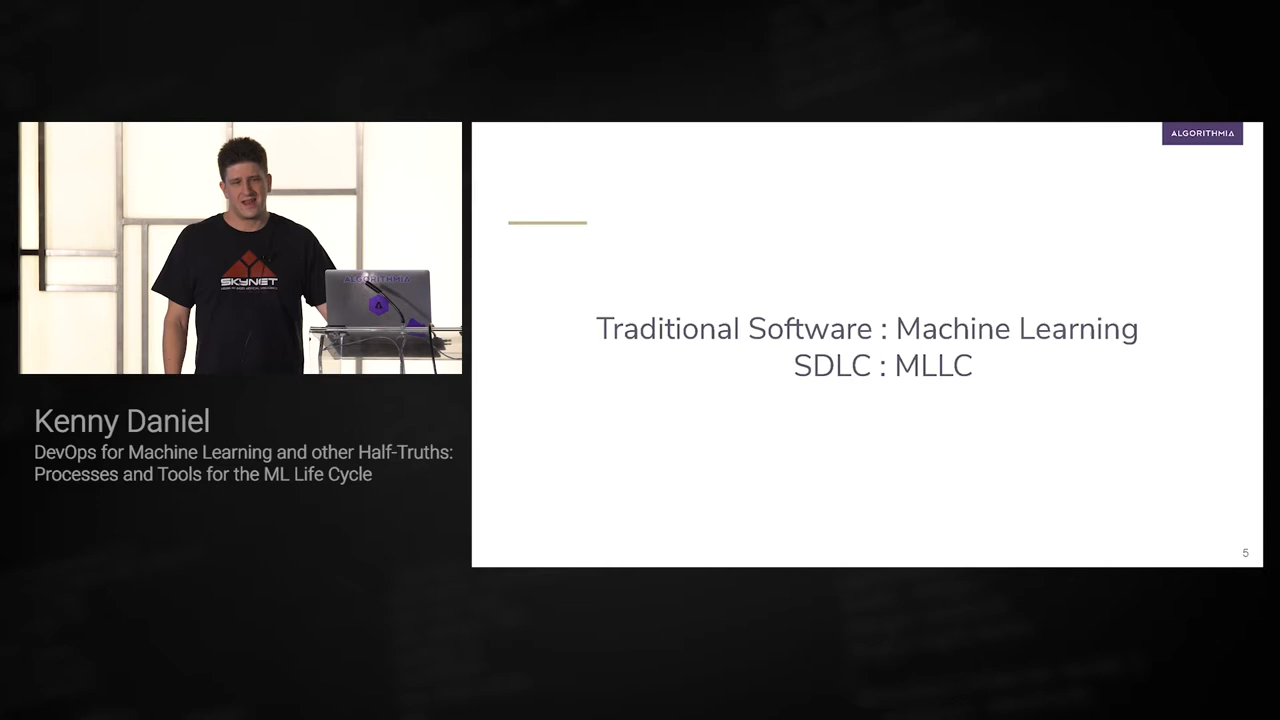 ALGORITHMIA
SKYNET
ALGORITHMIA
Traditional Software : Machine Learning
SDLC : MLLC
Kenny Daniel
DevOps for Machine Learning and other Half-Truths:
Processes and Tools for the ML Life Cycle
5